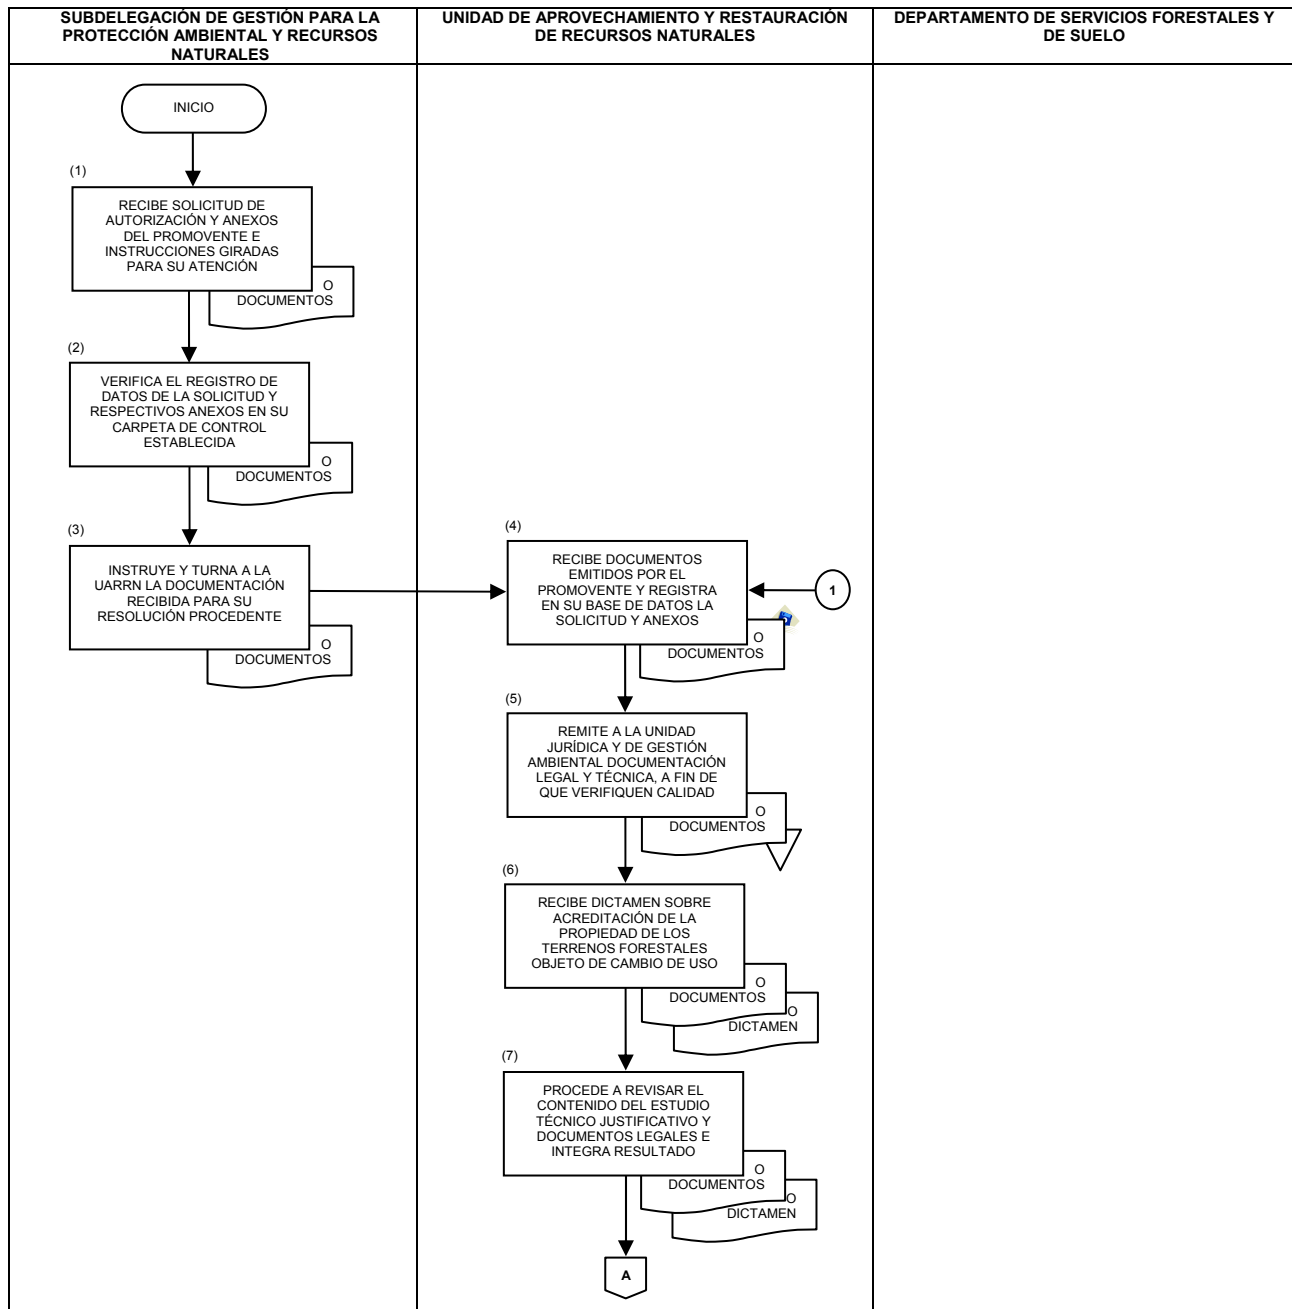 SUBDELEGACIÓN DE GESTIÓN PARA LA
PROTECCIÓN AMBIENTAL Y RECURSOS
NATURALES
UNIDAD DE APROVECHAMIENTO Y RESTAURACIÓN
DE RECURSOS NATURALES
DEPARTAMENTO DE SERVICIOS FORESTALES Y
DE SUELO
INICIO
(1)
RECIBE SOLICITUD DE
AUTORIZACIÓN Y ANEXOS
DEL PROMOVENTE E
INSTRUCCIONES GIRADAS
PARA SU ATENCIÓN
O
DOCUMENTOS
(2)
VERIFICA EL REGISTRO DE
DATOS DE LA SOLICITUD Y
RESPECTIVOS ANEXOS EN SU
CARPETA DE CONTROL
ESTABLECIDA
O
DOCUMENTOS
(3)
INSTRUYE Y TURNA A LA
UARRN LA DOCUMENTACIÓN
RECIBIDA PARA SU
RESOLUCIÓN PROCEDENTE
O
DOCUMENTOS
(4)
RECIBE DOCUMENTOS
EMITIDOS POR EL
PROMOVENTE Y REGISTRA
EN SU BASE DE DATOS LA
SOLICITUD Y ANEXOS
1
O
DOCUMENTOS
(5)
REMITE A LA UNIDAD
JURÍDICA Y DE GESTIÓN
AMBIENTAL DOCUMENTACIÓN
LEGAL Y TÉCNICA, A FIN DE
QUE VERIFIQUEN CALIDAD
O
DOCUMENTOS
(6)
RECIBE DICTAMEN SOBRE
ACREDITACIÓN DE LA
PROPIEDAD DE LOS
TERRENOS FORESTALES
OBJETO DE CAMBIO DE USO
O
DOCUMENTOS
O
DICTAMEN
(7)
PROCEDE A REVISAR EL
CONTENIDO DEL ESTUDIO
TÉCNICO JUSTIFICATIVO Y
DOCUMENTOS LEGALES E
INTEGRA RESULTADO
O
DOCUMENTOS
O
DICTAMEN
A